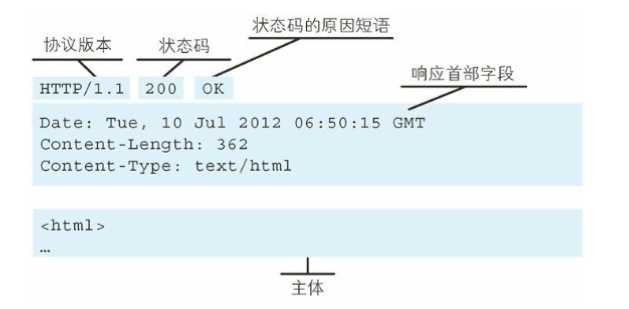 状态码的原因短语
协议版本
状态码
响应首部字段
HTTP/1.1 200 OK
Date: Tue, 10 Jul 2012 06:50:15 GMT
Content-Length: 362
Content-Type: text/html
<html>
…
主体